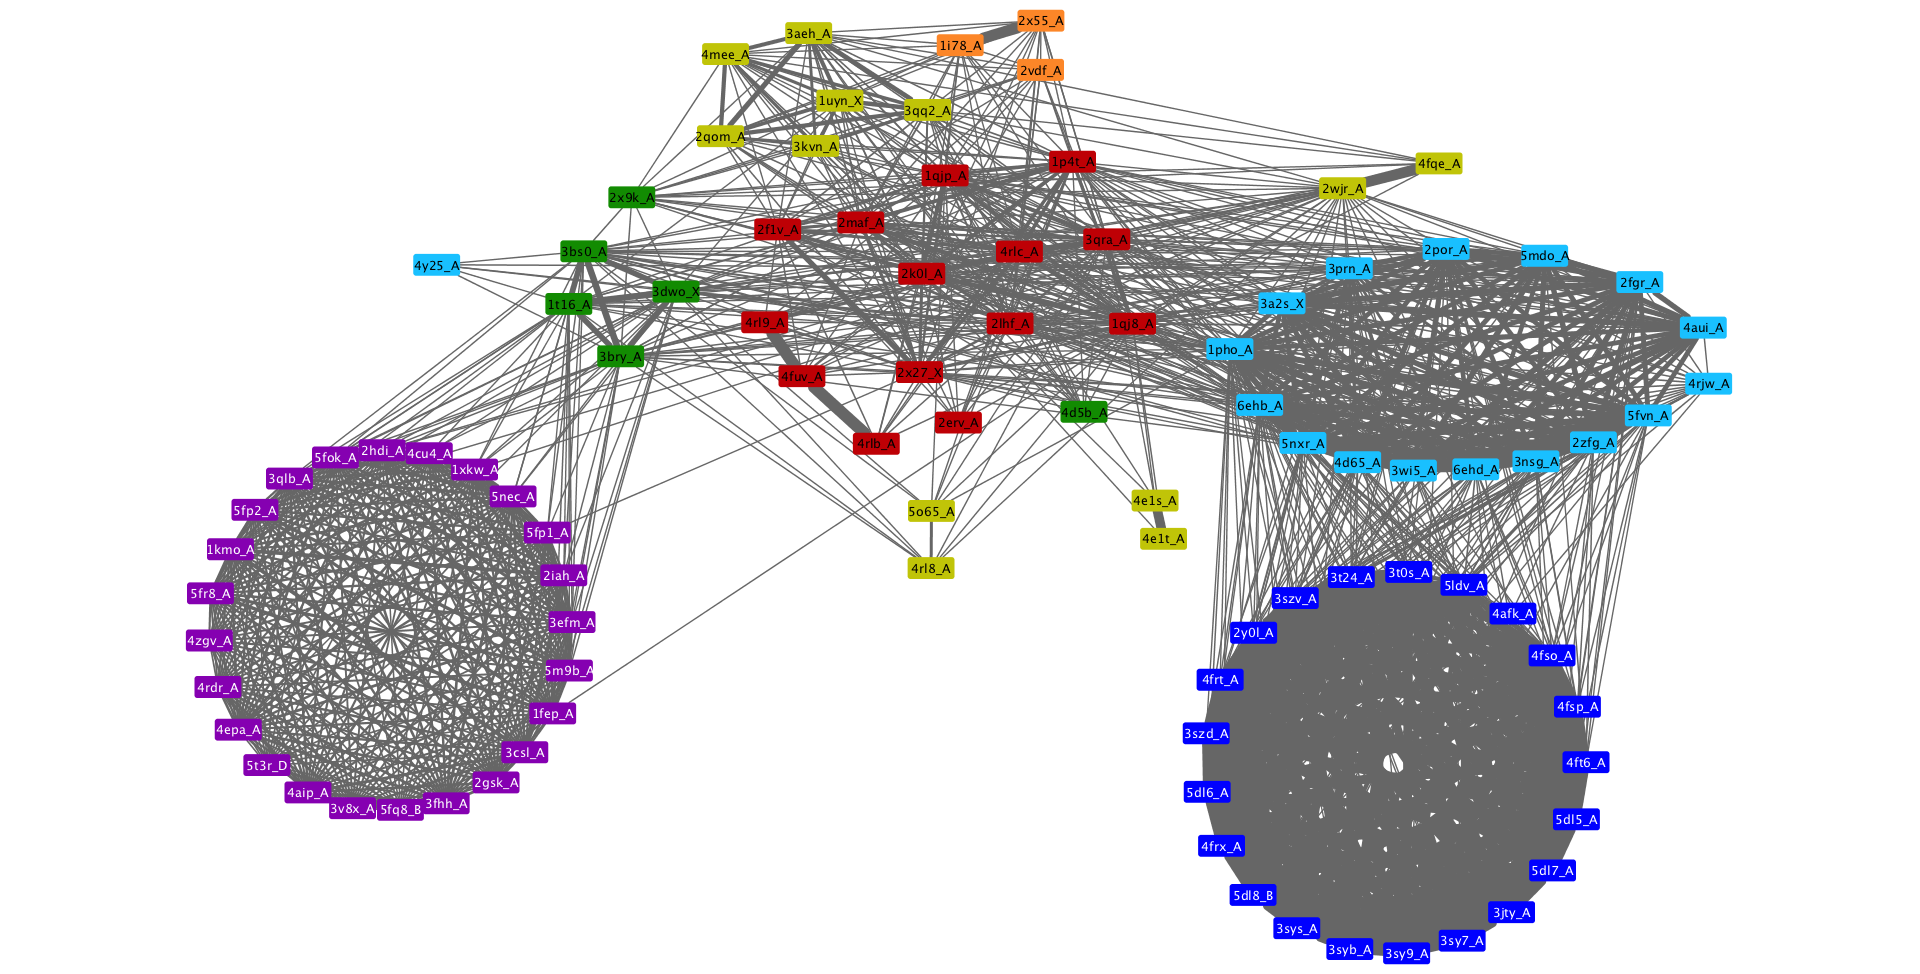 2x55_A
3aeh_A
1i78_A
4mee_A
2vdf_A
1uyn_X
3qq2_A
2qom_A
3kvn_A
1p4t_A
4fqe_A
1qjp_A
2wjr_A
2x9k_A
2maf_A
2f1v_A
3qra_A
3bs0_A
4rlc_A
2por_A
5mdo_A
4y25_A
3prn_A
2k0l_A
2fgr_A
3dwo_X
1t16_A
3a2s_X
4rl9_A
2lhf_A
1qj8_A
4aui_A
1pho_A
3bry_A
2x27_X
4fuv_A
4rjw_A
6ehb_A
4d5b_A
5fvn_A
2erv_A
4rlb_A
5nxr_A
2zfg_A
2hdi_A
4cu4_A
5fok_A
1xkw_A
4d65_A
3wi5_A
6ehd_A
3nsg_A
3qlb_A
5nec_A
4e1s_A
5fp2_A
5o65_A
5fp1_A
4e1t_A
1kmo_A
4rl8_A
2iah_A
3t24_A
3t0s_A
5ldv_A
5fr8_A
3szv_A
4afk_A
3efm_A
2y0l_A
4zgv_A
4fso_A
5m9b_A
4frt_A
4rdr_A
4fsp_A
1fep_A
4epa_A
3szd_A
3csl_A
4ft6_A
5t3r_D
2gsk_A
4aip_A
5dl6_A
3fhh_A
3v8x_A
5fq8_B
5dl5_A
4frx_A
5dl7_A
5dl8_B
3jty_A
3sys_A
3sy7_A
3syb_A
3sy9_A